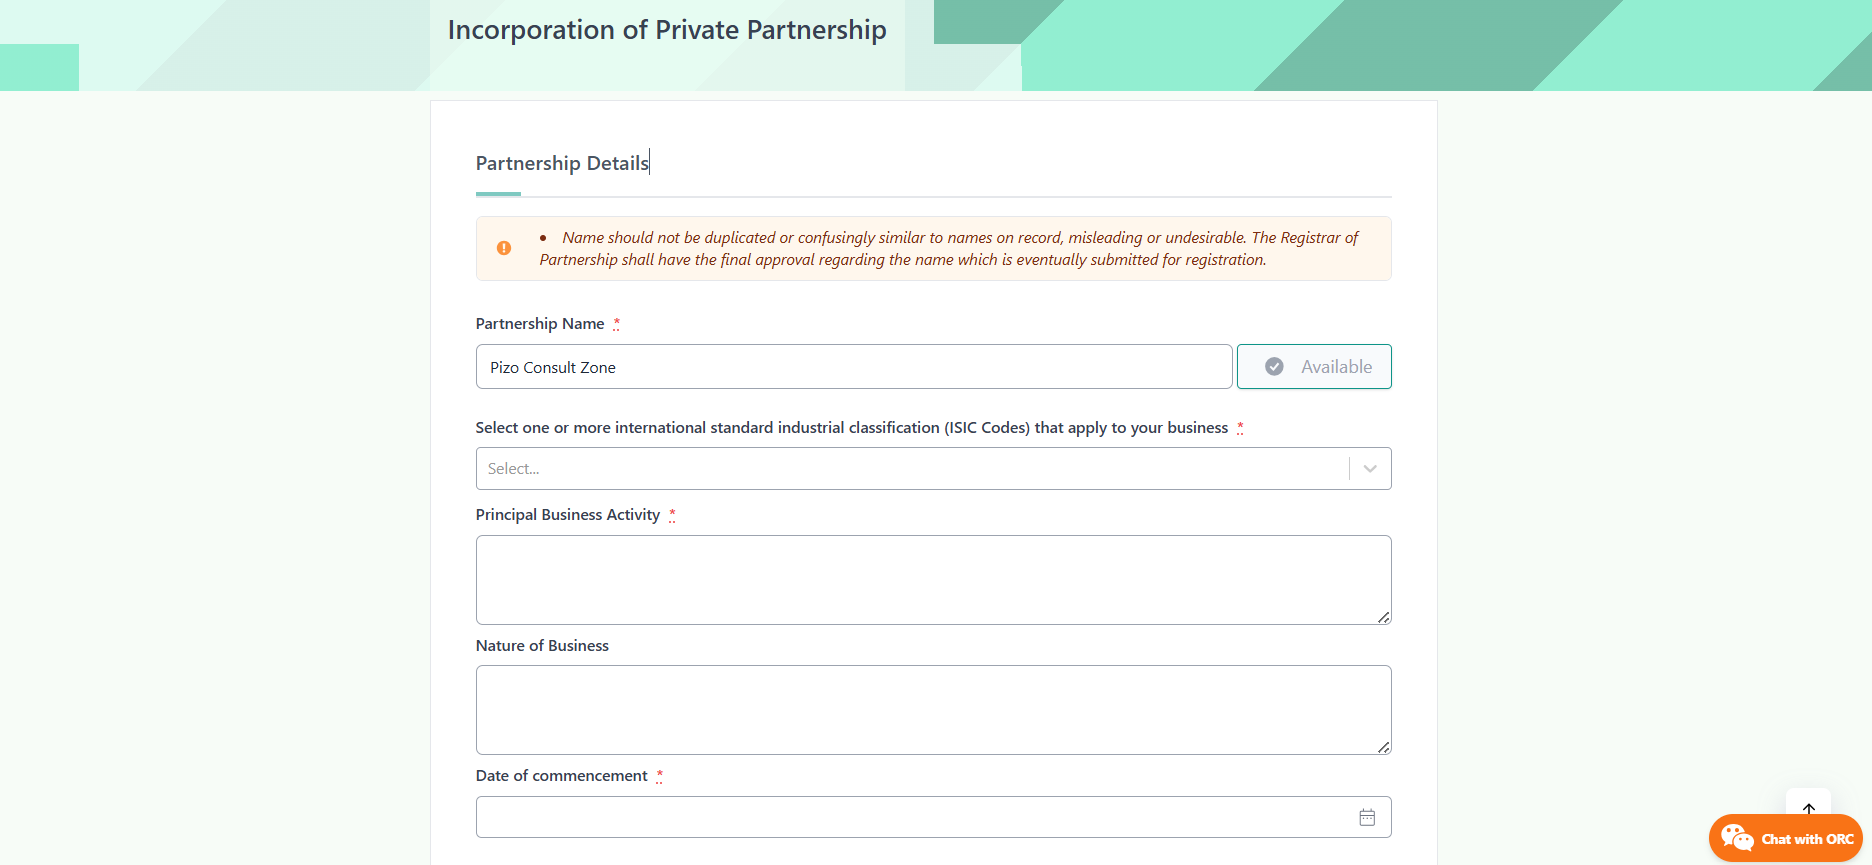 Incorporation of Private Partnership
Partnership Details
• Name should not be duplicated or confusingly similar to names on record, misleading or undesirable. The Registrar of
Partnership shall have the final approval regarding the name which is eventually submitted for registration.
Partnership Name *
Pizo Consult Zone
Available
Select one or more international standard industrial classification (ISIC Codes) that apply to your business *
Select...
Principal Business Activity *
Nature of Business
Date of commencement *
Chat with ORC